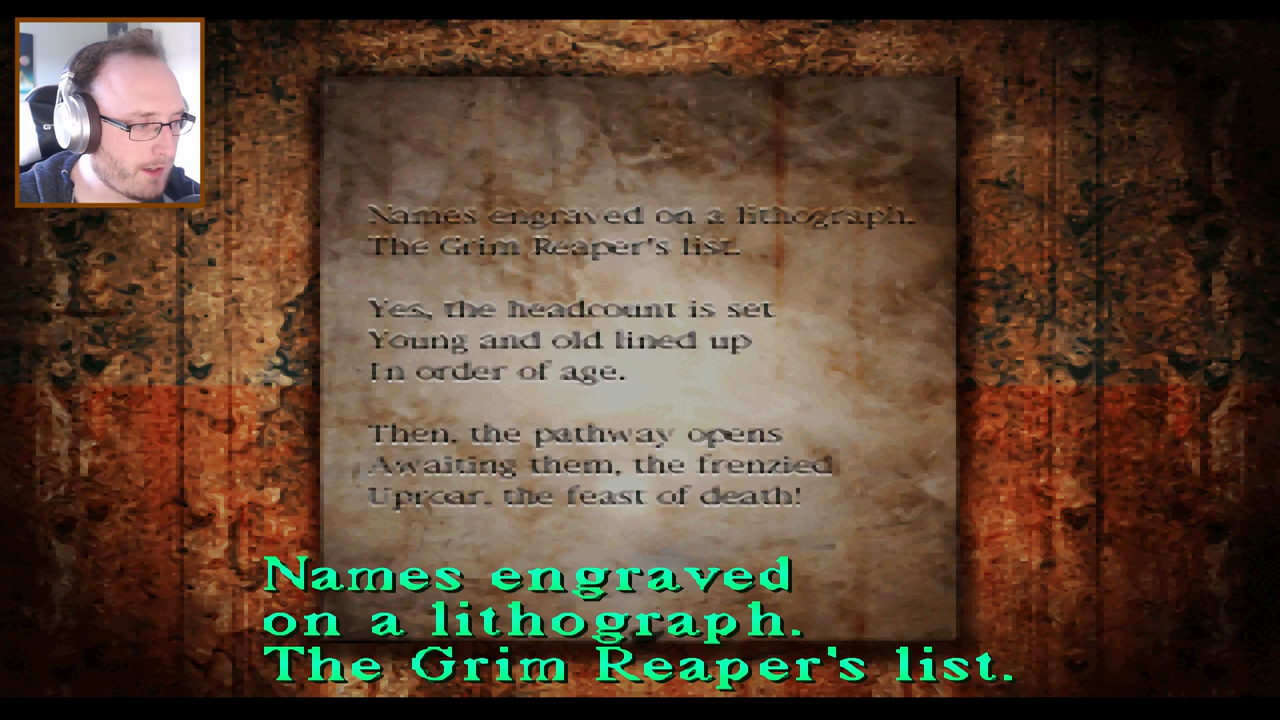 Names engraved on a lithograph.
The Grim Reaper's list.
Yes, the headcount is set
Young and old lined up
In order of age.
Then, the pathway opens
Awaiting them, the frenzied
Uproar, the feast of death!
Names engraved
on a lithograph.
The Grim Reaper's list.